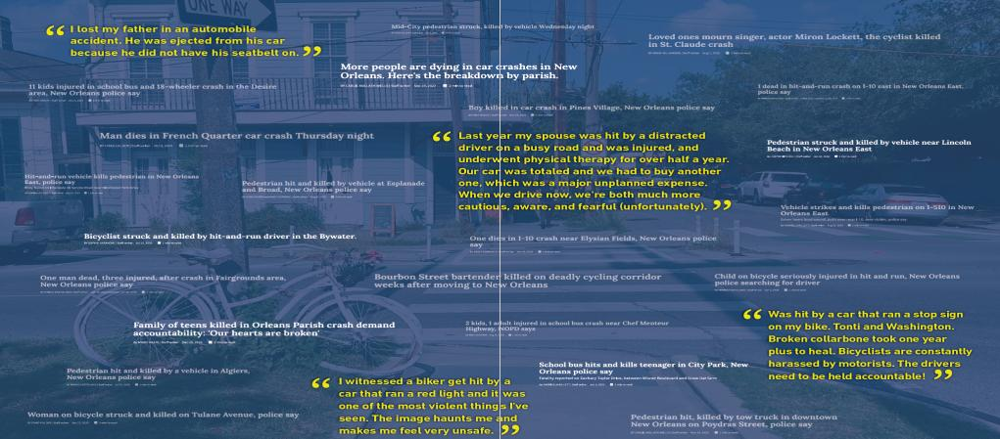 ONE WAY
“ I lost my father in an automobile
accident. He was ejected from his car
because he did not have his seatbelt on. ”
Mid-City pedestrian struck, killed by vehicle Wednesday night
Loved ones mourn singer, actor Miron Lockett, the cyclist killed
in St. Claude crash
More people are dying in car crashes in New
Orleans. Here's the breakdown by parish.
11 kids injured in school bus and 18-wheeler crash in the Desire
area, New Orleans police say
1 dead in hit-and-run crash on I-10 east in New Orleans East,
police say
Boy killed in car crash in Pines Village, New Orleans police say
Man dies in French Quarter car crash Thursday night
“ Last year my spouse was hit by a distracted
driver on a busy road and was injured, and
underwent physical therapy for over half a year.
Our car was totaled and we had to buy another
one, which was a major unplanned expense.
When we drive now, we're both much more
cautious, aware, and fearful (unfortunately). ”
Pedestrian struck and killed by vehicle near Lincoln
Beach in New Orleans East
Hit-and-run vehicle kills pedestrian in New Orleans
East, police say
Pedestrian hit and killed by vehicle at Esplanade
and Broad, New Orleans police say
Vehicle strikes and kills pedestrian on I-510 in New
Orleans East
Bicyclist struck and killed by hit-and-run driver in the Bywater.
One dies in I-10 crash near Elysian Fields, New Orleans police
say
One man dead, three injured, after crash in Fairgrounds area,
New Orleans police say
Bourbon Street bartender killed on deadly cycling corridor
weeks after moving to New Orleans
Child on bicycle seriously injured in hit and run, New Orleans
police searching for driver
Family of teens killed in Orleans Parish crash demand
accountability: 'Our hearts are broken'
2 kids, 1 adult injured in school bus crash near Chef Menteur
Highway, NOPD says
“ Was hit by a car that ran a stop sign
on my bike. Tonti and Washington.
Broken collarbone took one year
plus to heal. Bicyclists are constantly
harassed by motorists. The drivers
need to be held accountable! ”
Pedestrian hit and killed by a vehicle in Algiers,
New Orleans police say
School bus hits and kills teenager in City Park, New
Orleans police say
“ I witnessed a biker get hit by a
car that ran a red light and it was
one of the most violent things I've
seen. The image haunts me and
makes me feel very unsafe. ”
Woman on bicycle struck and killed on Tulane Avenue, police say
Pedestrian hit, killed by tow truck in downtown
New Orleans on Poydras Street, police say